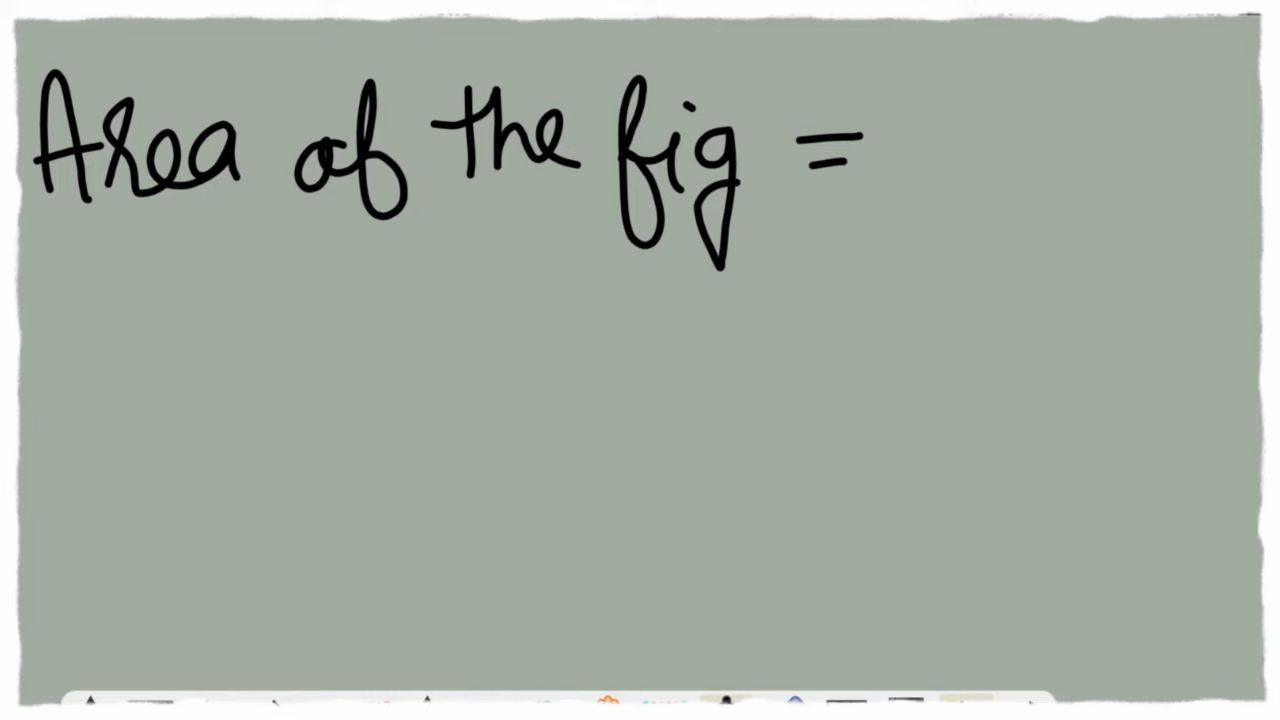 Area of the fig =